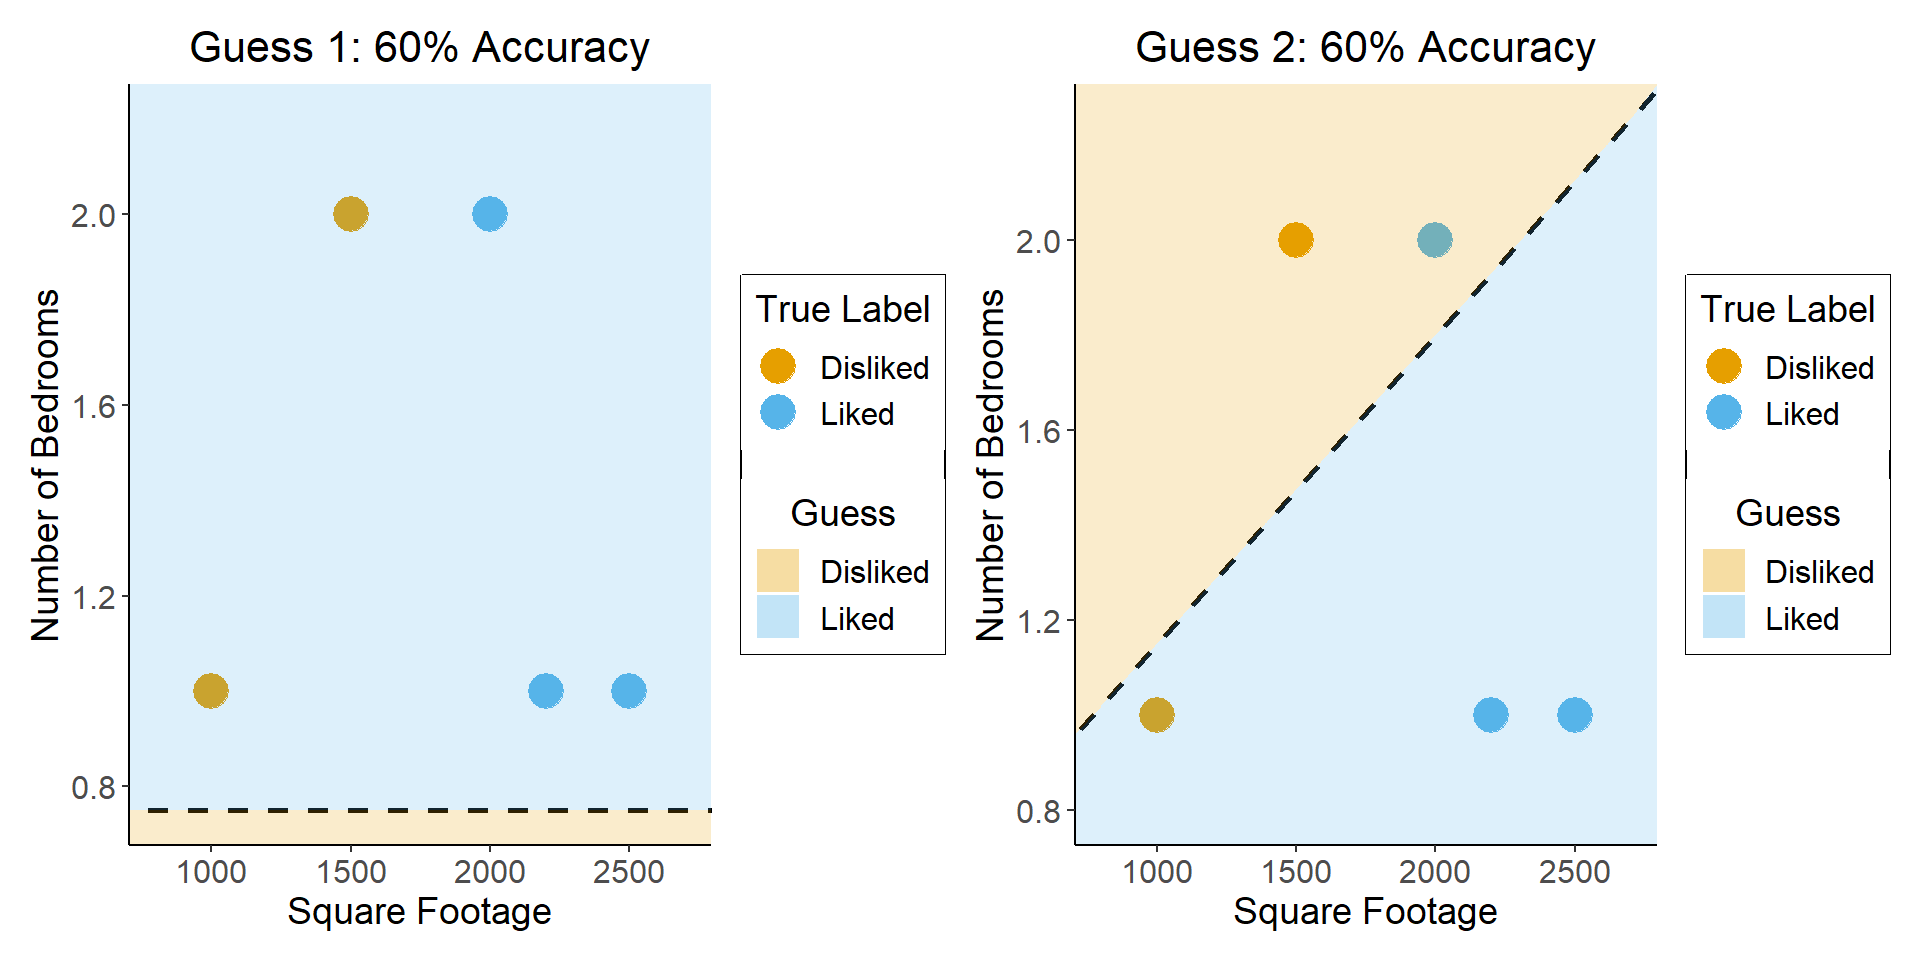 Guess 1: 60% Accuracy
Number of Bedrooms
2.0
1.6
1.2
0.8
1000 1500 2000 2500
Square Footage
True Label
Disliked
Liked
Guess
Disliked
Liked
Guess 2: 60% Accuracy
Number of Bedrooms
2.0
1.6
1.2
0.8
1000 1500 2000 2500
Square Footage
True Label
Disliked
Liked
Guess
Disliked
Liked